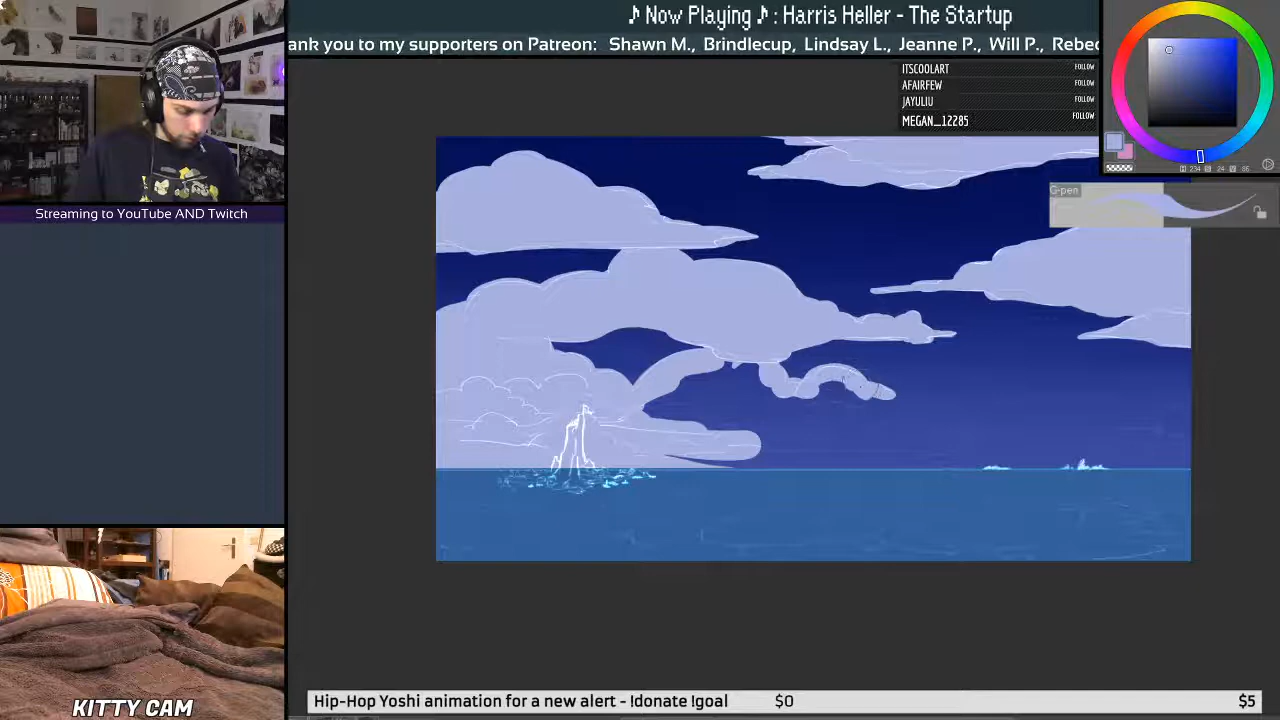 ♪ Now Playing ♪ : Harris Heller - The Startup
ank you to my supporters on Patreon: Shawn M., Brindlecup, Lindsay L., Jeanne P., Will P., Rebec
ITSCOOLART FOLLOW
AFAIRFEW FOLLOW
JAYULIU FOLLOW
MEGAN_12285 FOLLOW
G-pen
Streaming to YouTube AND Twitch
KITTY CAM
Hip-Hop Yoshi animation for a new alert - !donate !goal $0 $5